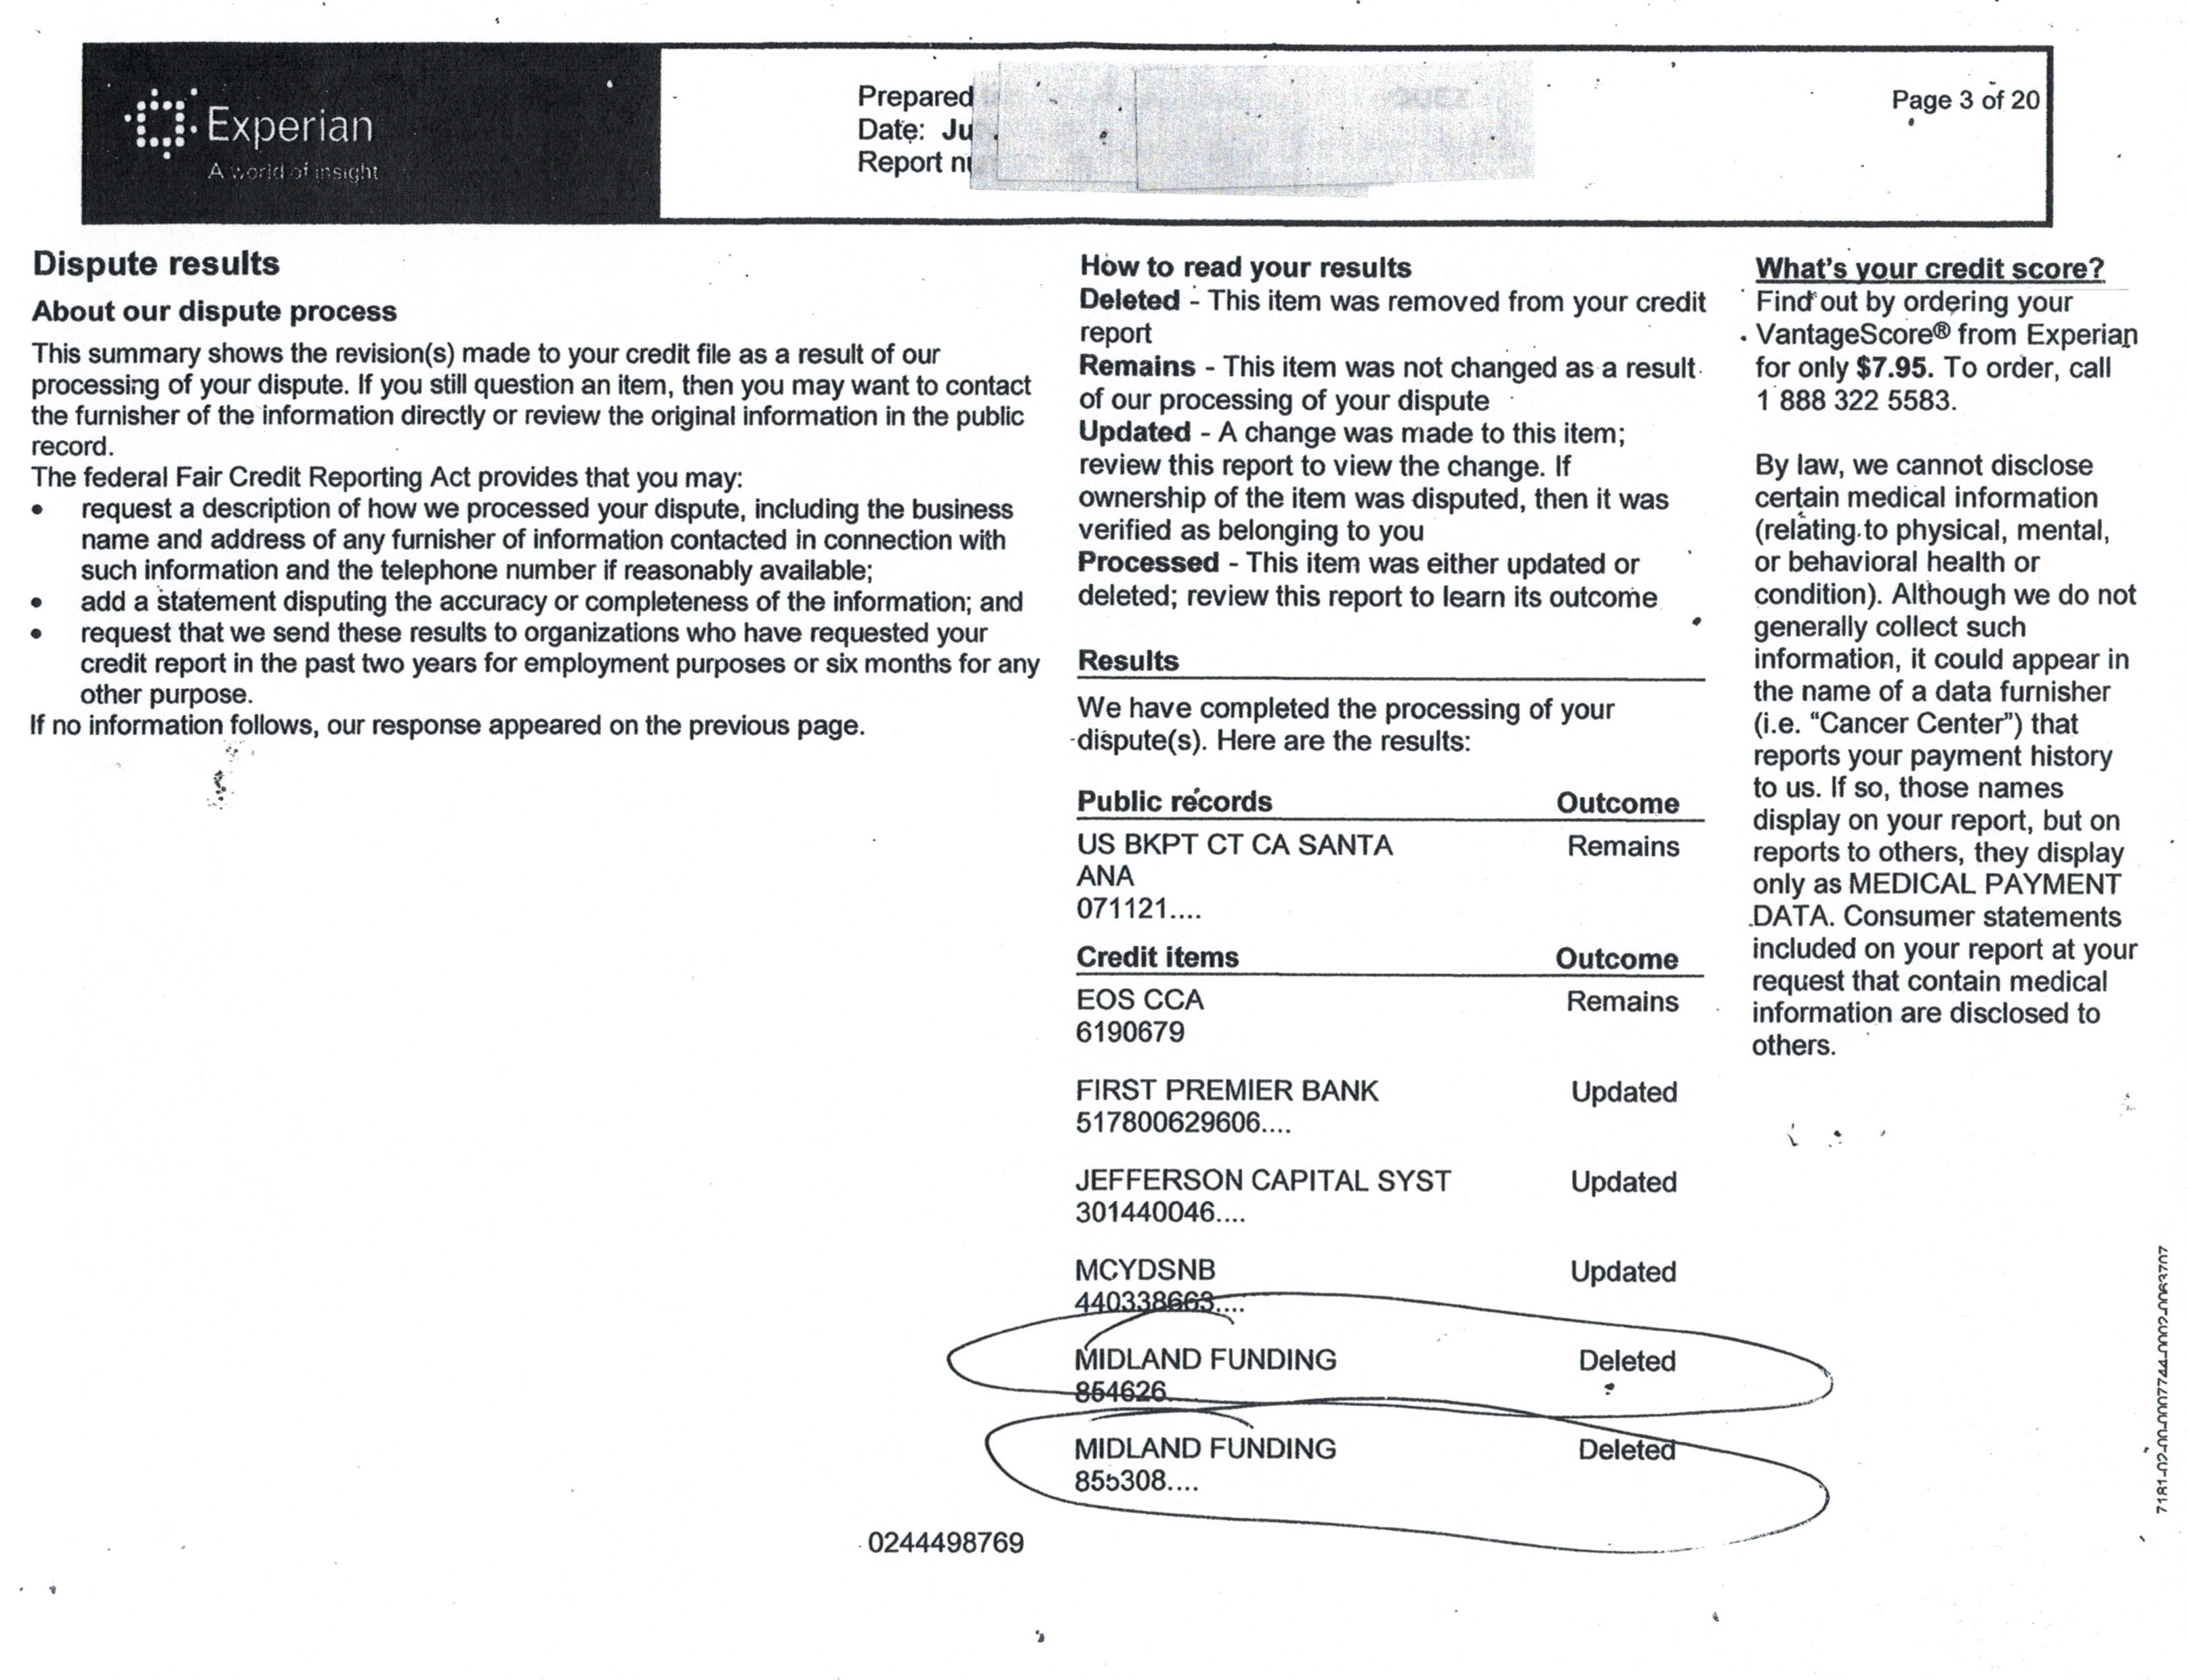 Experian
A world of insight
Prepared
Date: Ju
Report nu
Page 3 of 20
Dispute results
About our dispute process
This summary shows the revision(s) made to your credit file as a result of our
processing of your dispute. If you still question an item, then you may want to contact
the furnisher of the information directly or review the original information in the public
record.
The federal Fair Credit Reporting Act provides that you may:
• request a description of how we processed your dispute, including the business
name and address of any furnisher of information contacted in connection with
such information and the telephone number if reasonably available;
• add a statement disputing the accuracy or completeness of the information; and
• request that we send these results to organizations who have requested your
credit report in the past two years for employment purposes or six months for any
other purpose.
If no information follows, our response appeared on the previous page.
How to read your results
Deleted - This item was removed from your credit
report
Remains - This item was not changed as a result
of our processing of your dispute
Updated - A change was made to this item;
review this report to view the change. If
ownership of the item was disputed, then it was
verified as belonging to you
Processed - This item was either updated or
deleted; review this report to learn its outcome
Results
We have completed the processing of your
dispute(s). Here are the results:
Public records Outcome
US BKPT CT CA SANTA Remains
ANA
071121....
Credit items Outcome
EOS CCA Remains
6190679
FIRST PREMIER BANK Updated
517800629606....
JEFFERSON CAPITAL SYST Updated
301440046....
MCYDSNB Updated
440338663....
MIDLAND FUNDING Deleted
854626
MIDLAND FUNDING Deleted
855308....
0244498769
What's your credit score?
Find out by ordering your
VantageScore® from Experian
for only $7.95. To order, call
1 888 322 5583.
By law, we cannot disclose
certain medical information
(relating to physical, mental,
or behavioral health or
condition). Although we do not
generally collect such
information, it could appear in
the name of a data furnisher
(i.e. “Cancer Center”) that
reports your payment history
to us. If so, those names
display on your report, but on
reports to others, they display
only as MEDICAL PAYMENT
DATA. Consumer statements
included on your report at your
request that contain medical
information are disclosed to
others.
7181-02-00-0007744-0002-0063707